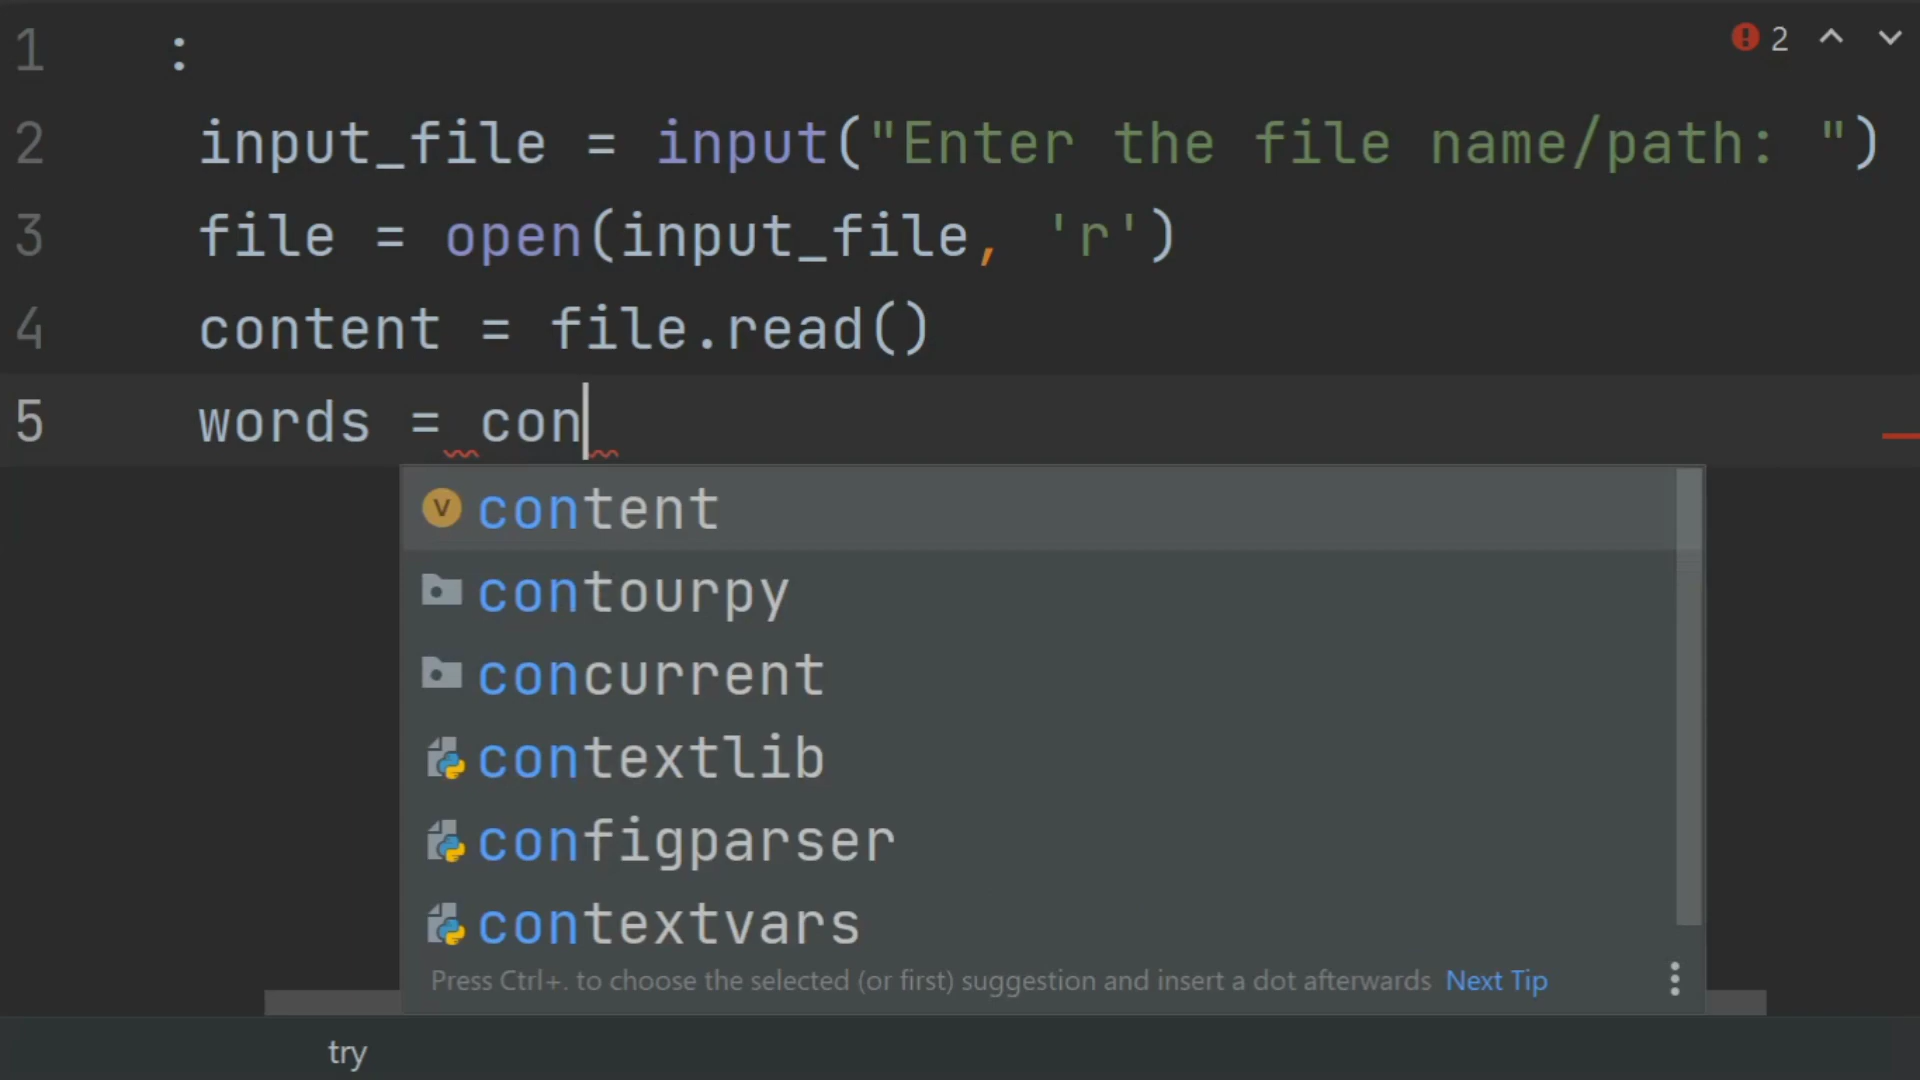 1 :
2 input_file = input("Enter the file name/path: ")
3 file = open(input_file, 'r')
4 content = file.read()
5 words = con
2
V content
contourpy
concurrent
contextlib
configparser
contextvars
Press Ctrl+. to choose the selected (or first) suggestion and insert a dot afterwards Next Tip
try